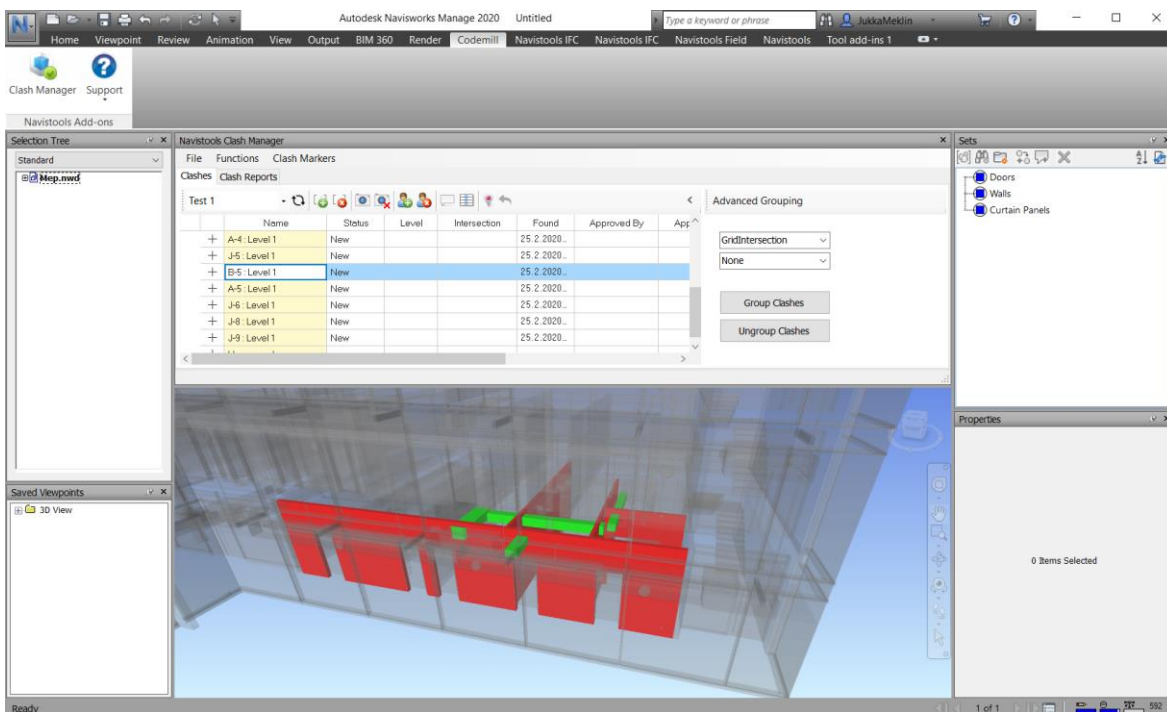 Autodesk Navisworks Manage 2020 Untitled
Type a keyword or phrase
JukkaMeklin
Home Viewpoint Review Animation View Output BIM 360 Render Codemill Navistools IFC Navistools IFC Navistools Field Navistools Tool add-ins 1
Clash Manager Support
Navistools Add-ons
Selection Tree
Standard
Mep.nwd
Navistools Clash Manager
File Functions Clash Markers
Clashes Clash Reports
Test 1
Name Status Level Intersection Found Approved By App
A-4 : Level 1 New 25.2.2020...
J-5 : Level 1 New 25.2.2020...
B-5 : Level 1 New 25.2.2020...
A-5 : Level 1 New 25.2.2020...
J-6 : Level 1 New 25.2.2020...
J-8 : Level 1 New 25.2.2020...
J-9 : Level 1 New 25.2.2020...
Advanced Grouping
GridIntersection
None
Group Clashes
Ungroup Clashes
Sets
Doors
Walls
Curtain Panels
Saved Viewpoints
3D View
Properties
0 Items Selected
Ready
1 of 1
592